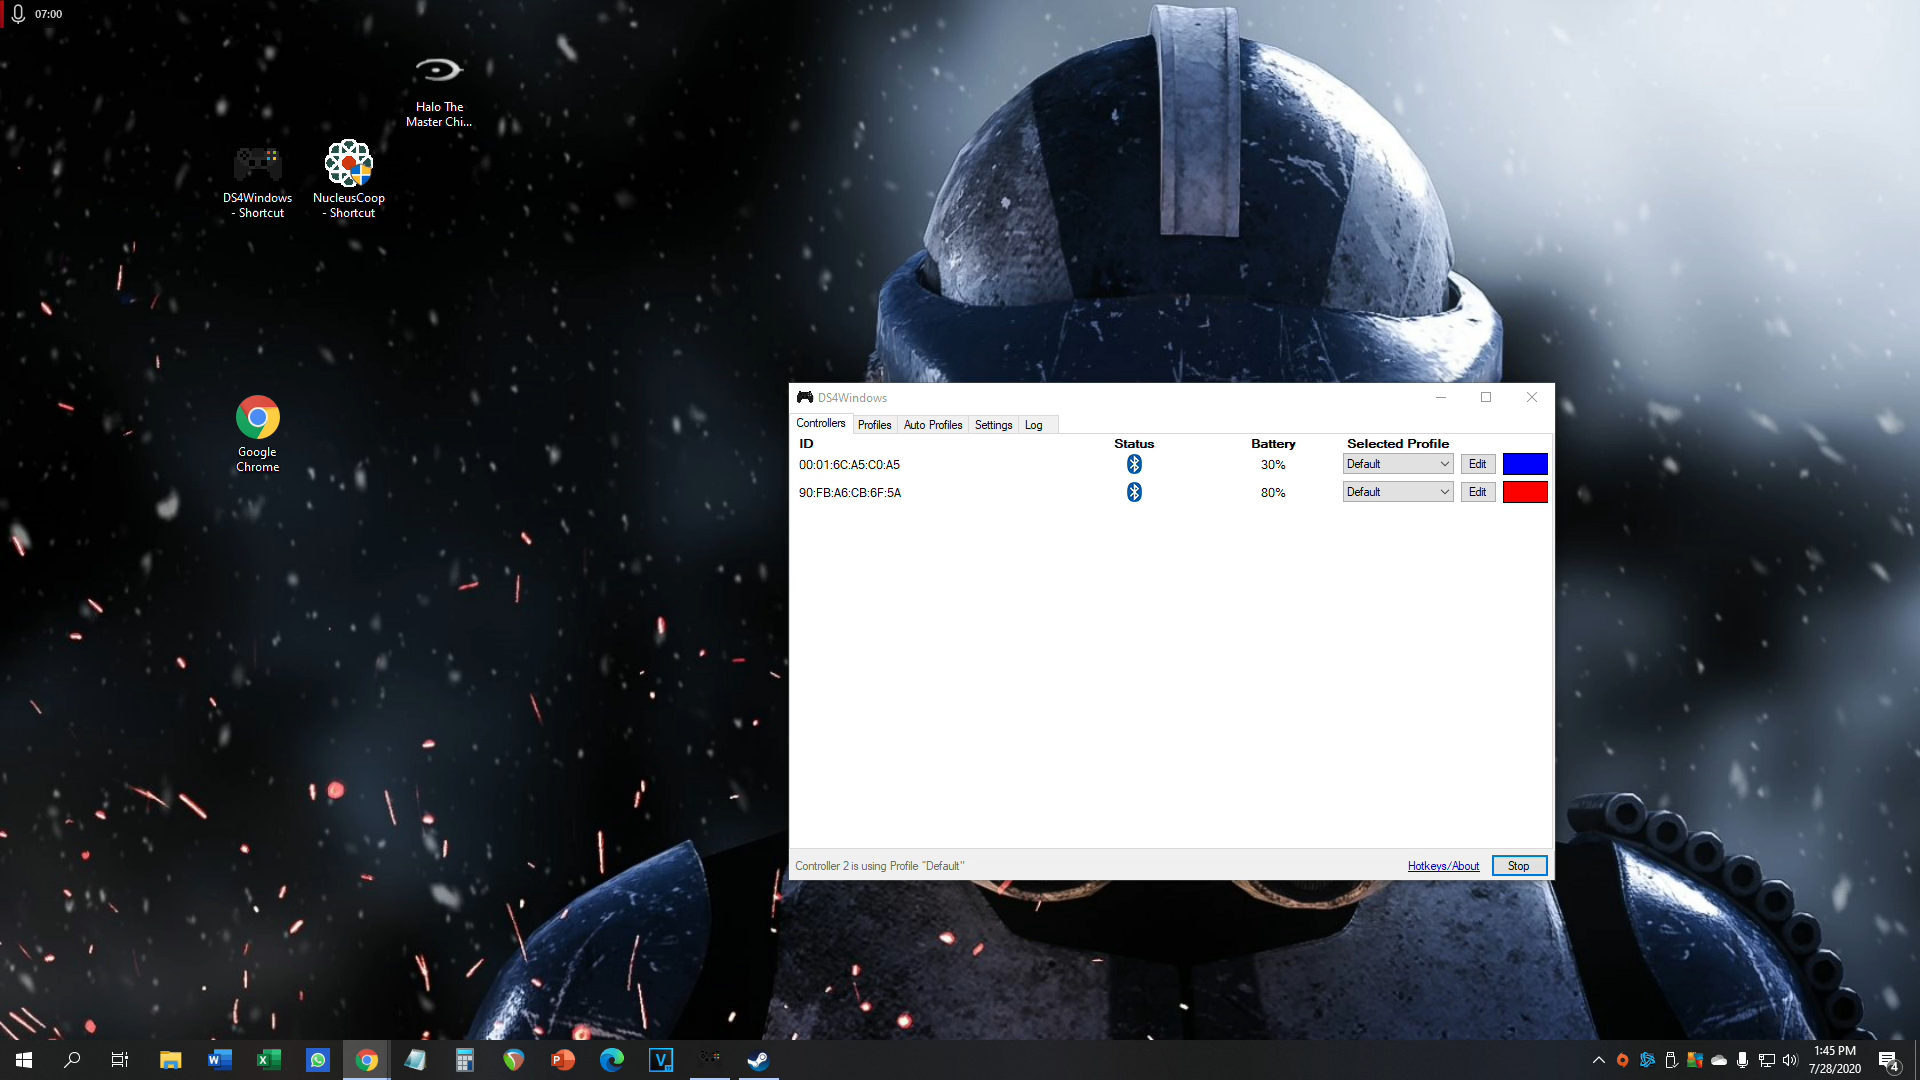 07:00
Halo The
Master Chi...
DS4Windows
- Shortcut
NucleusCoop
- Shortcut
Google
Chrome
DS4Windows
Controllers Profiles Auto Profiles Settings Log
ID Status Battery Selected Profile
00:01:6C:A5:C0:A5 30% Default Edit
90:FB:A6:CB:6F:5A 80% Default Edit
Controller 2 is using Profile "Default" Hotkeys/About Stop
1:45 PM
7/28/2020
4